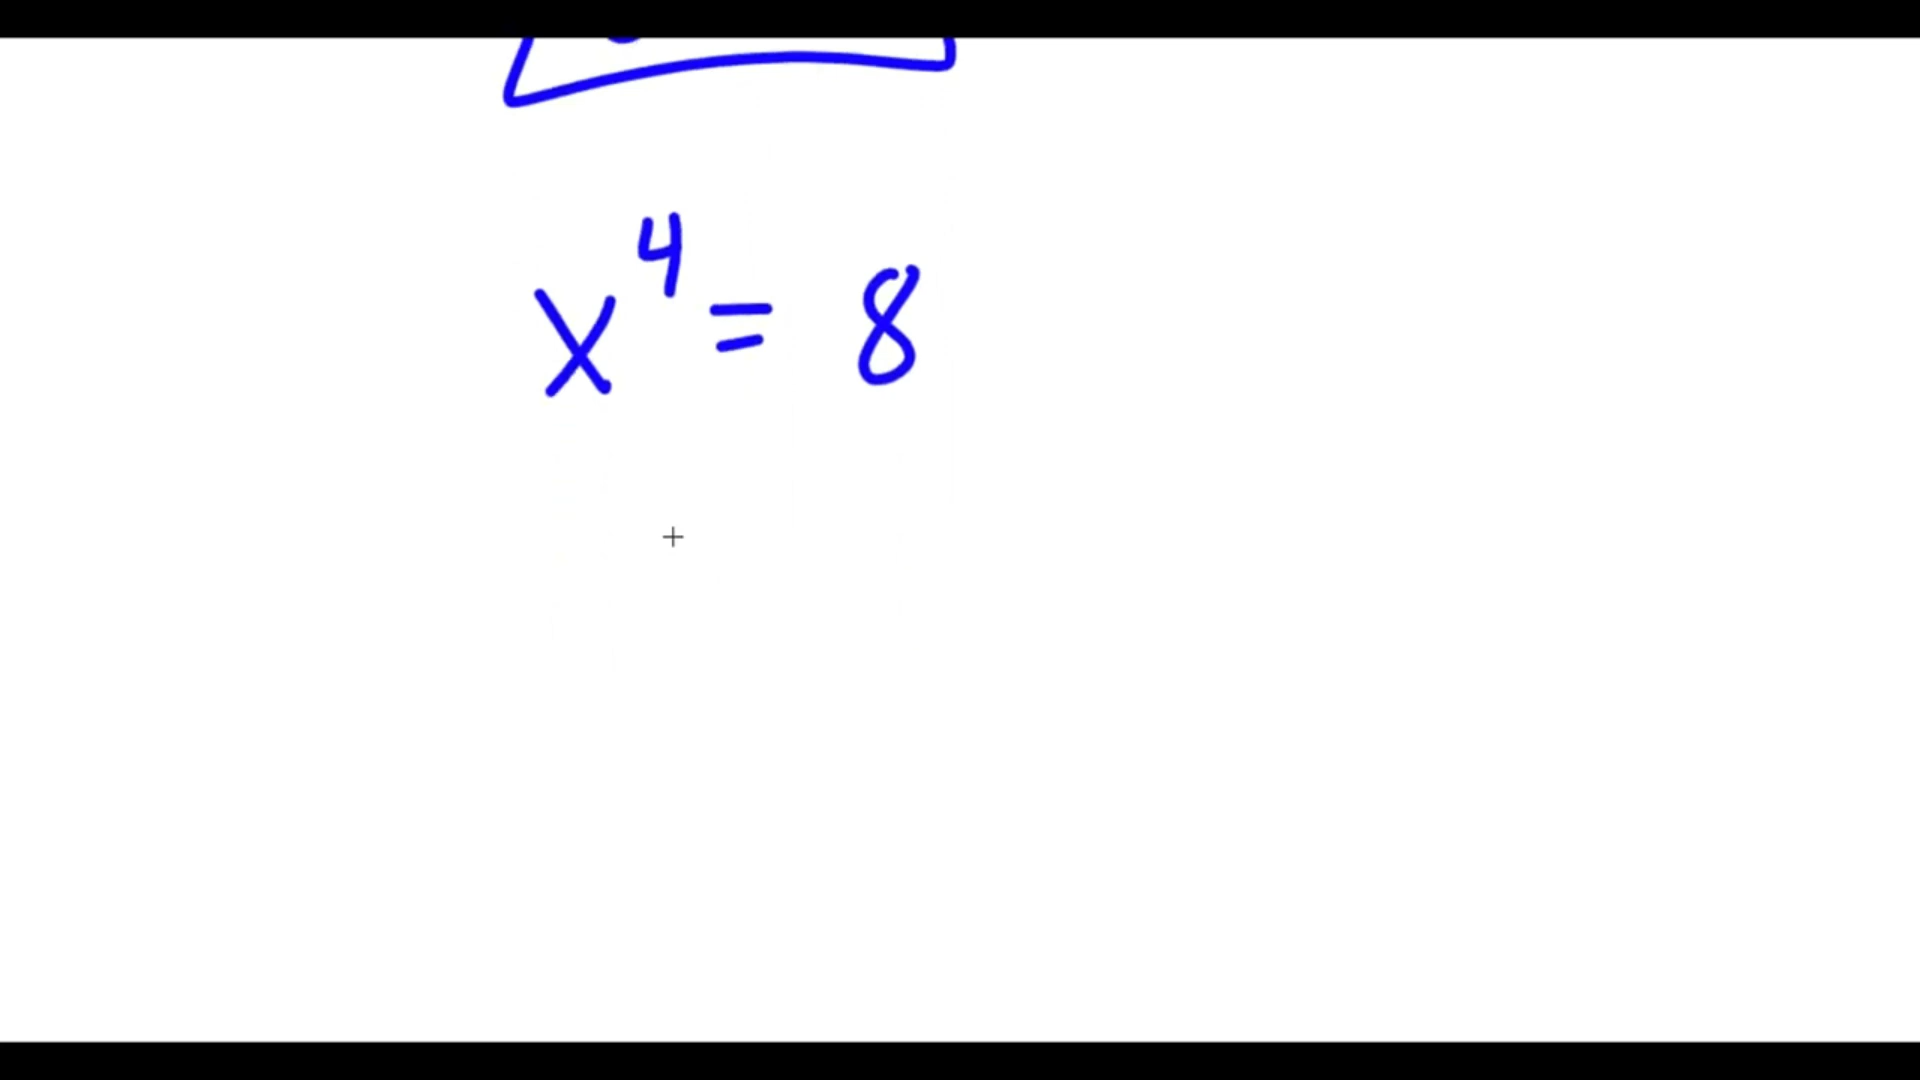 x⁴ = 8